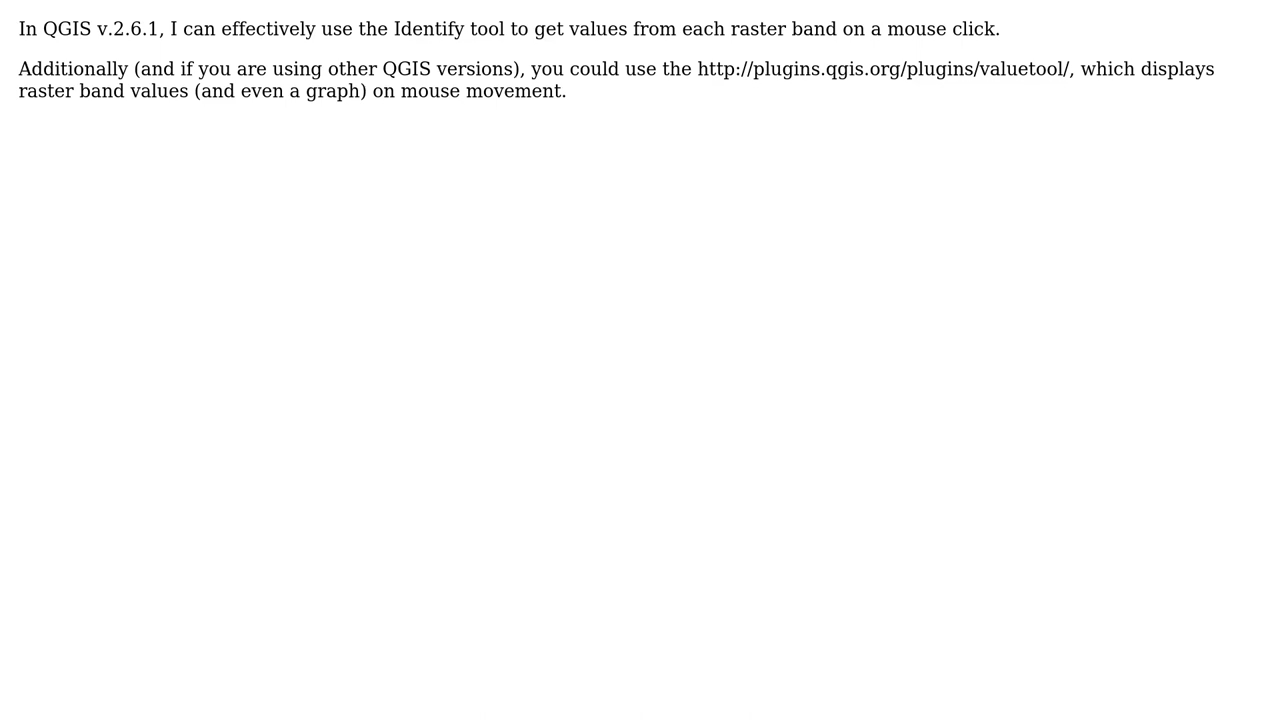 In QGIS v.2.6.1, I can effectively use the Identify tool to get values from each raster band on a mouse click.
Additionally (and if you are using other QGIS versions), you could use the http://plugins.qgis.org/plugins/valuetool/, which displays
raster band values (and even a graph) on mouse movement.